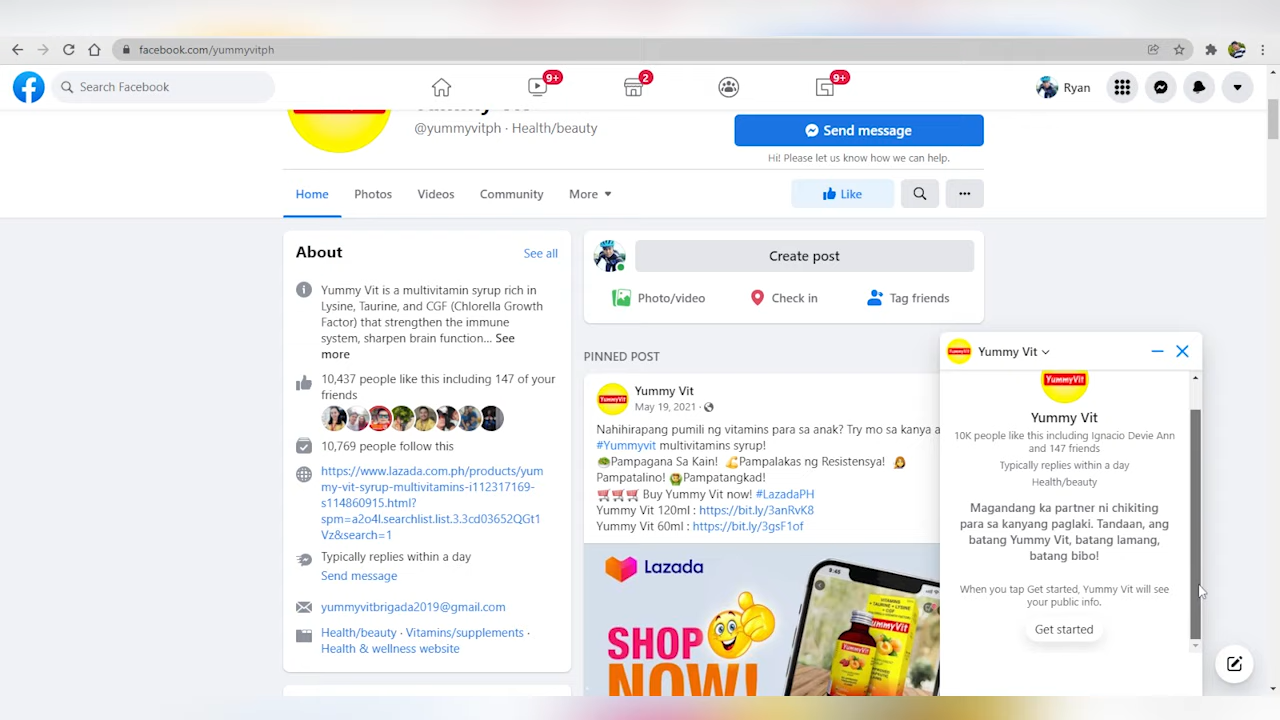 facebook.com/yummyvitph
Search Facebook
9+
2
9+
Ryan
@yummyvitph · Health/beauty
Send message
Hi! Please let us know how we can help.
Home
Photos
Videos
Community
More
Like
About
See all
Yummy Vit is a multivitamin syrup rich in
Lysine, Taurine, and CGF (Chlorella Growth
Factor) that strengthen the immune
system, sharpen brain function... See
more
10,437 people like this including 147 of your
friends
10,769 people follow this
https://www.lazada.com.ph/products/yum
my-vit-syrup-multivitamins-i112317169-
s114860915.html?
spm=a2o4l.searchlist.list.3.3cd03652QGt1
Vz&search=1
Typically replies within a day
Send message
yummyvitbrigada2019@gmail.com
Health/beauty · Vitamins/supplements ·
Health & wellness website
Create post
Photo/video
Check in
Tag friends
PINNED POST
YummyVit
Yummy Vit
May 19, 2021 ·
Nahihirapang pumili ng vitamins para sa anak? Try mo sa kanya a
#Yummyvit multivitamins syrup!
Pampagana Sa Kain! Pampalakas ng Resistensya!
Pampatalino! Pampatangkad!
Buy Yummy Vit now! #LazadaPH
Yummy Vit 120ml : https://bit.ly/3anRvK8
Yummy Vit 60ml : https://bit.ly/3gsF1of
Lazada
SHOP
NOW!
YummyVit
Yummy Vit
YummyVit
Yummy Vit
10K people like this including Ignacio Devie Ann
and 147 friends
Typically replies within a day
Health/beauty
Magandang ka partner ni chikiting
para sa kanyang paglaki. Tandaan, ang
batang Yummy Vit, batang lamang,
batang bibo!
When you tap Get started, Yummy Vit will see
your public info.
Get started